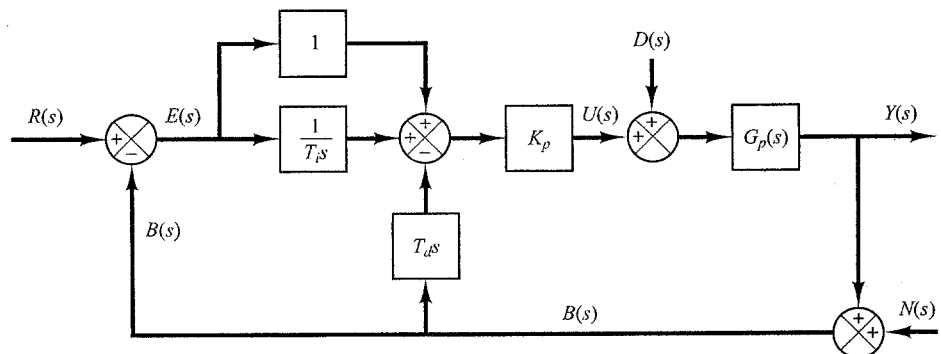 1
D(s)
R(s)
+
−
E(s)
1
T_i s
+
+
−
K_p
U(s)
+
+
G_p(s)
Y(s)
B(s)
T_d s
B(s)
+
+
N(s)